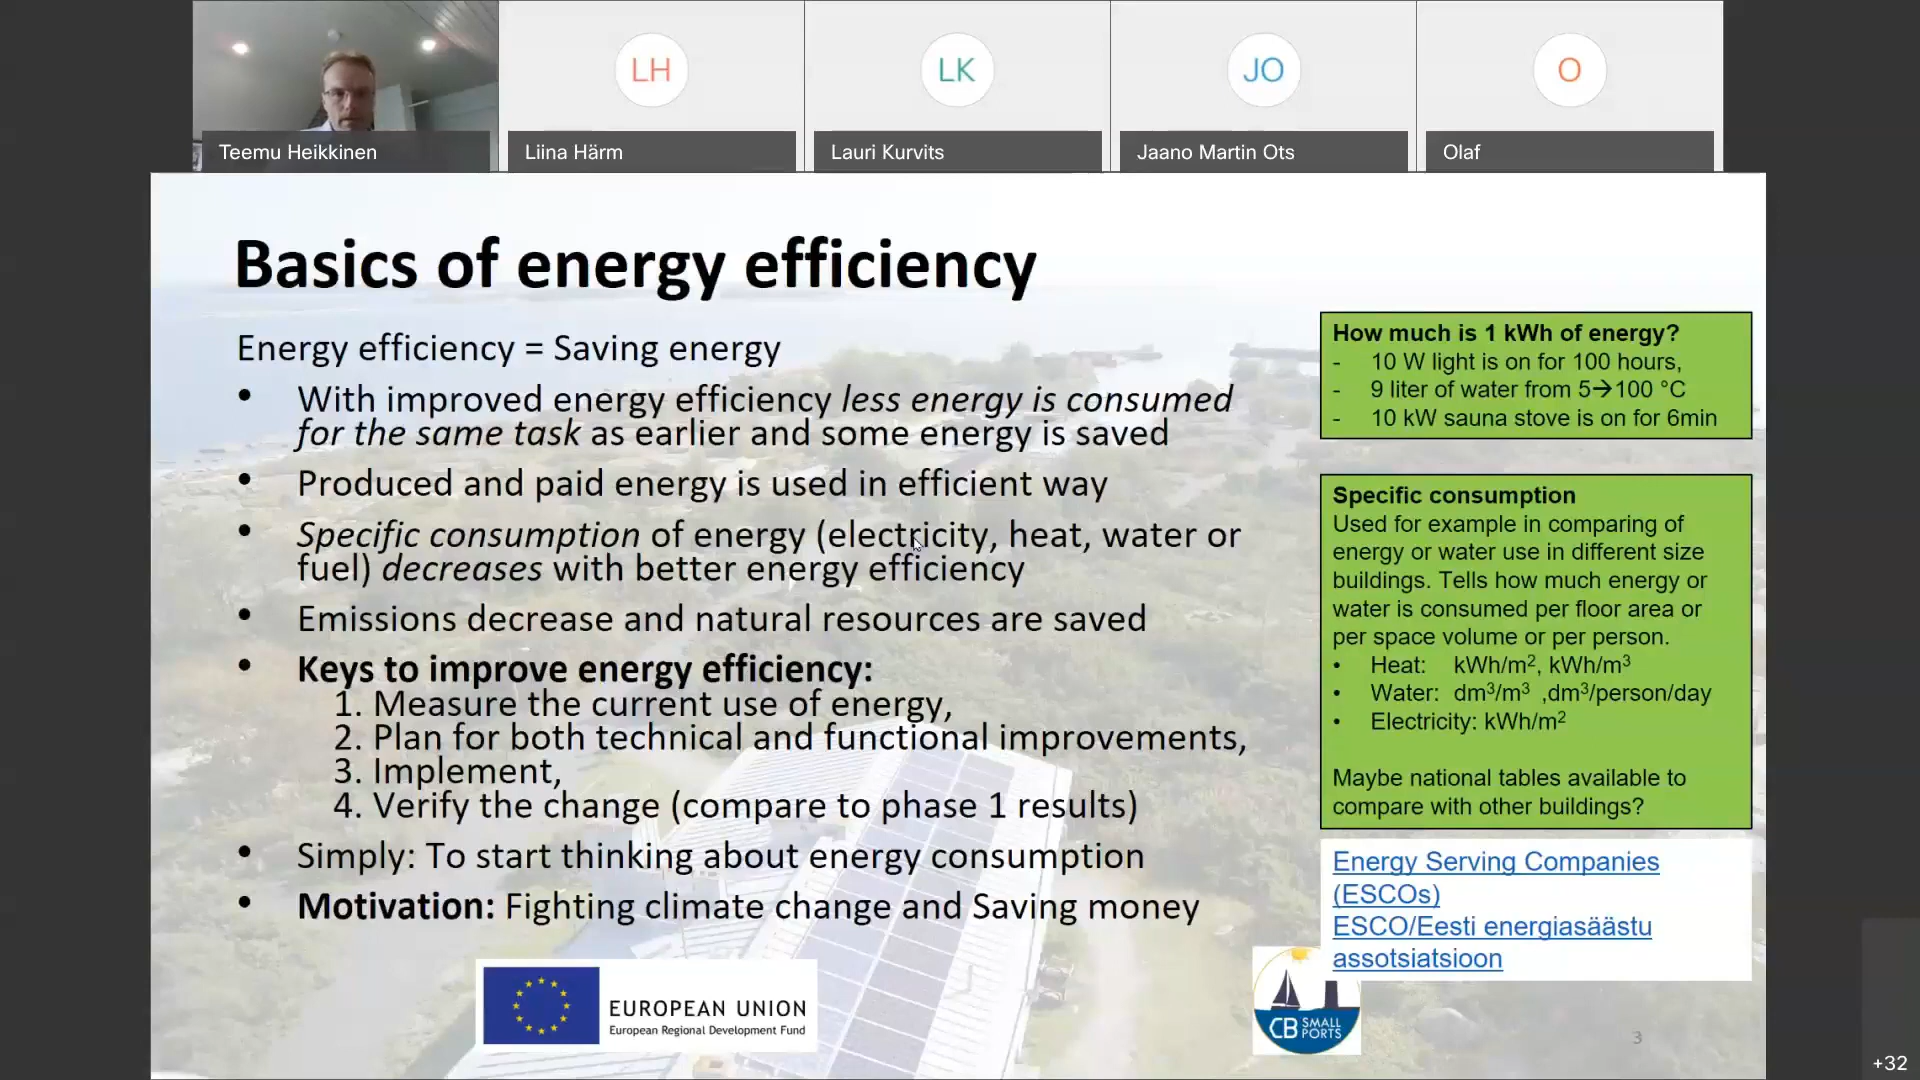 LH
LK
JO
O
Teemu Heikkinen
Liina Härm
Lauri Kurvits
Jaano Martin Ots
Olaf
Basics of energy efficiency
Energy efficiency = Saving energy
• With improved energy efficiency less energy is consumed
for the same task as earlier and some energy is saved
• Produced and paid energy is used in efficient way
• Specific consumption of energy (electricity, heat, water or
fuel) decreases with better energy efficiency
• Emissions decrease and natural resources are saved
• Keys to improve energy efficiency:
1. Measure the current use of energy,
2. Plan for both technical and functional improvements,
3. Implement,
4. Verify the change (compare to phase 1 results)
• Simply: To start thinking about energy consumption
• Motivation: Fighting climate change and Saving money
How much is 1 kWh of energy?
- 10 W light is on for 100 hours,
- 9 liter of water from 5→100 °C
- 10 kW sauna stove is on for 6min
Specific consumption
Used for example in comparing of
energy or water use in different size
buildings. Tells how much energy or
water is consumed per floor area or
per space volume or per person.
• Heat: kWh/m², kWh/m³
• Water: dm³/m³ ,dm³/person/day
• Electricity: kWh/m²
Maybe national tables available to
compare with other buildings?
Energy Serving Companies
(ESCOs)
ESCO/Eesti energiasäästu
assotsiatsioon
EUROPEAN UNION
European Regional Development Fund
CB SMALL
PORTS
3
+32